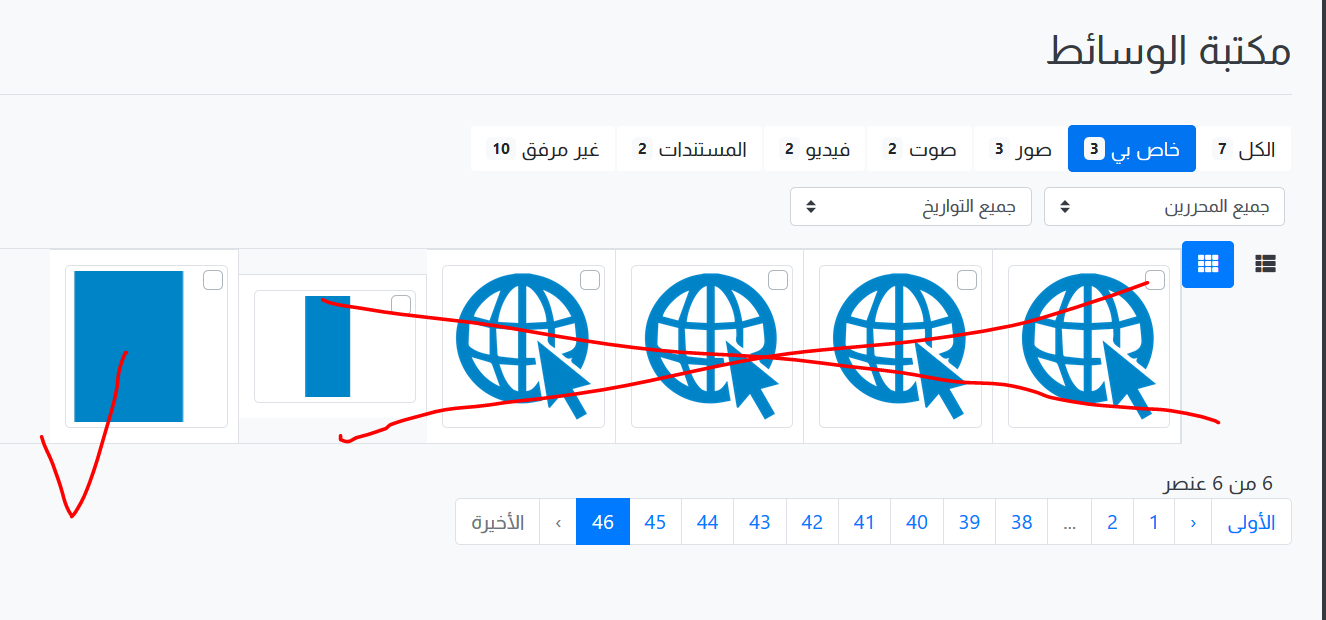 مكتبة الوسائط
الكل 7 خاص بي 3 صور 3 صوت 2 فيديو 2 المستندات 2 غير مرفق 10
جميع المحررين جميع التواريخ
6 من 6 عنصر
الأولى ‹ 1 2 ... 38 39 40 41 42 43 44 45 46 › الأخيرة